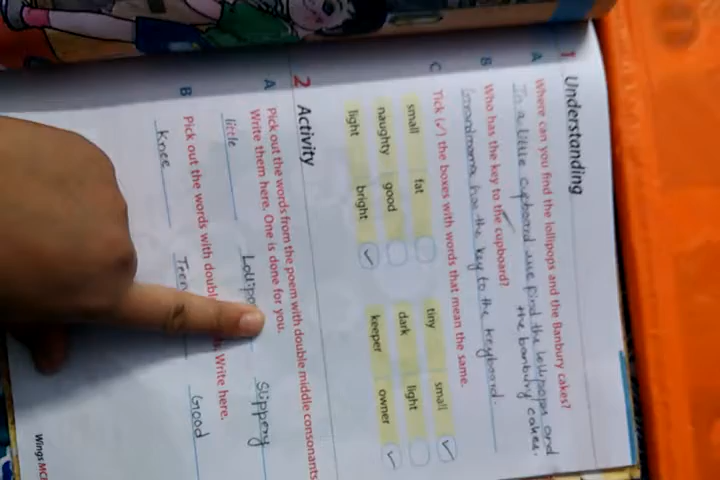 1 Understanding
A Where can you find the lollipops and the Banbury cakes?
In a little cupboard we find the lollipops and
the banbury cakes.
B Who has the key to the cupboard?
Grandmama has the key to the keyboard.
C Tick (✓) the boxes with words that mean the same.
small fat tiny small ✓
naughty good dark light
light bright ✓ keeper owner ✓
2 Activity
A Pick out the words from the poem with double middle consonants
Write them here. One is done for you.
little Lollipo Slippery
B Pick out the words with doubl Write here.
Knee Teen Good
Wings MC